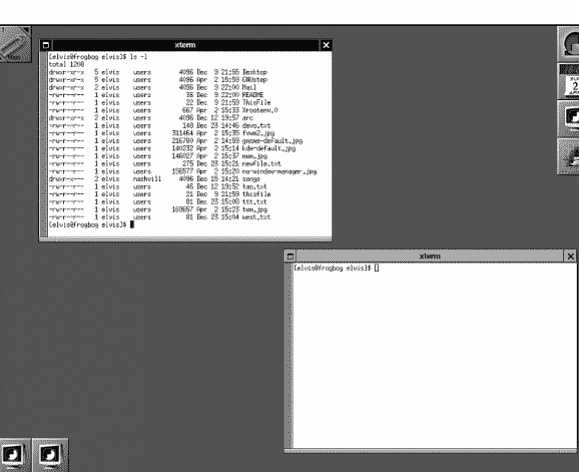 xterm
[elvis@frogbog elvis]$ ls -l
total 1208
drwxr-xr-x 5 elvis users 4096 Dec 9 21:55 Desktop
drwxr-xr-x 5 elvis users 4096 Apr 2 15:59 GNUstep
drwx------ 2 elvis users 4096 Dec 9 22:00 Mail
-rw-r--r-- 1 elvis users 36 Dec 9 22:00 README
-rw-r--r-- 1 elvis users 22 Dec 9 21:59 ThisFile
-rw-r--r-- 1 elvis users 667 Apr 2 15:33 Xrootenv.0
drwxr-xr-x 2 elvis users 4096 Dec 12 19:57 arc
-rw-r--r-- 1 elvis users 148 Dec 23 14:46 devo.txt
-rw-r--r-- 1 elvis users 311464 Apr 2 15:35 fvwm2.jpg
-rw-r--r-- 1 elvis users 216780 Apr 2 14:59 gnome-default.jpg
-rw-r--r-- 1 elvis users 140232 Apr 2 15:14 kde-default.jpg
-rw-r--r-- 1 elvis users 146027 Apr 2 15:37 mwm.jpg
-rw-r--r-- 1 elvis users 275 Dec 23 15:21 newfile.txt
-rw-r--r-- 1 elvis users 156577 Apr 2 15:20 no-window-manager.jpg
drwxr-x--- 2 elvis nashvill 4096 Dec 15 14:21 songs
-rw-r--r-- 1 elvis users 46 Dec 12 19:52 tao.txt
-rw-r--r-- 1 elvis users 21 Dec 9 21:59 thisfile
-rw-r--r-- 1 elvis users 81 Dec 23 15:08 ttt.txt
-rw-r--r-- 1 elvis users 169657 Apr 2 15:23 twm.jpg
-rw-r--r-- 1 elvis users 81 Dec 23 15:04 west.txt
[elvis@frogbog elvis]$
xterm
[elvis@frogbog elvis]$